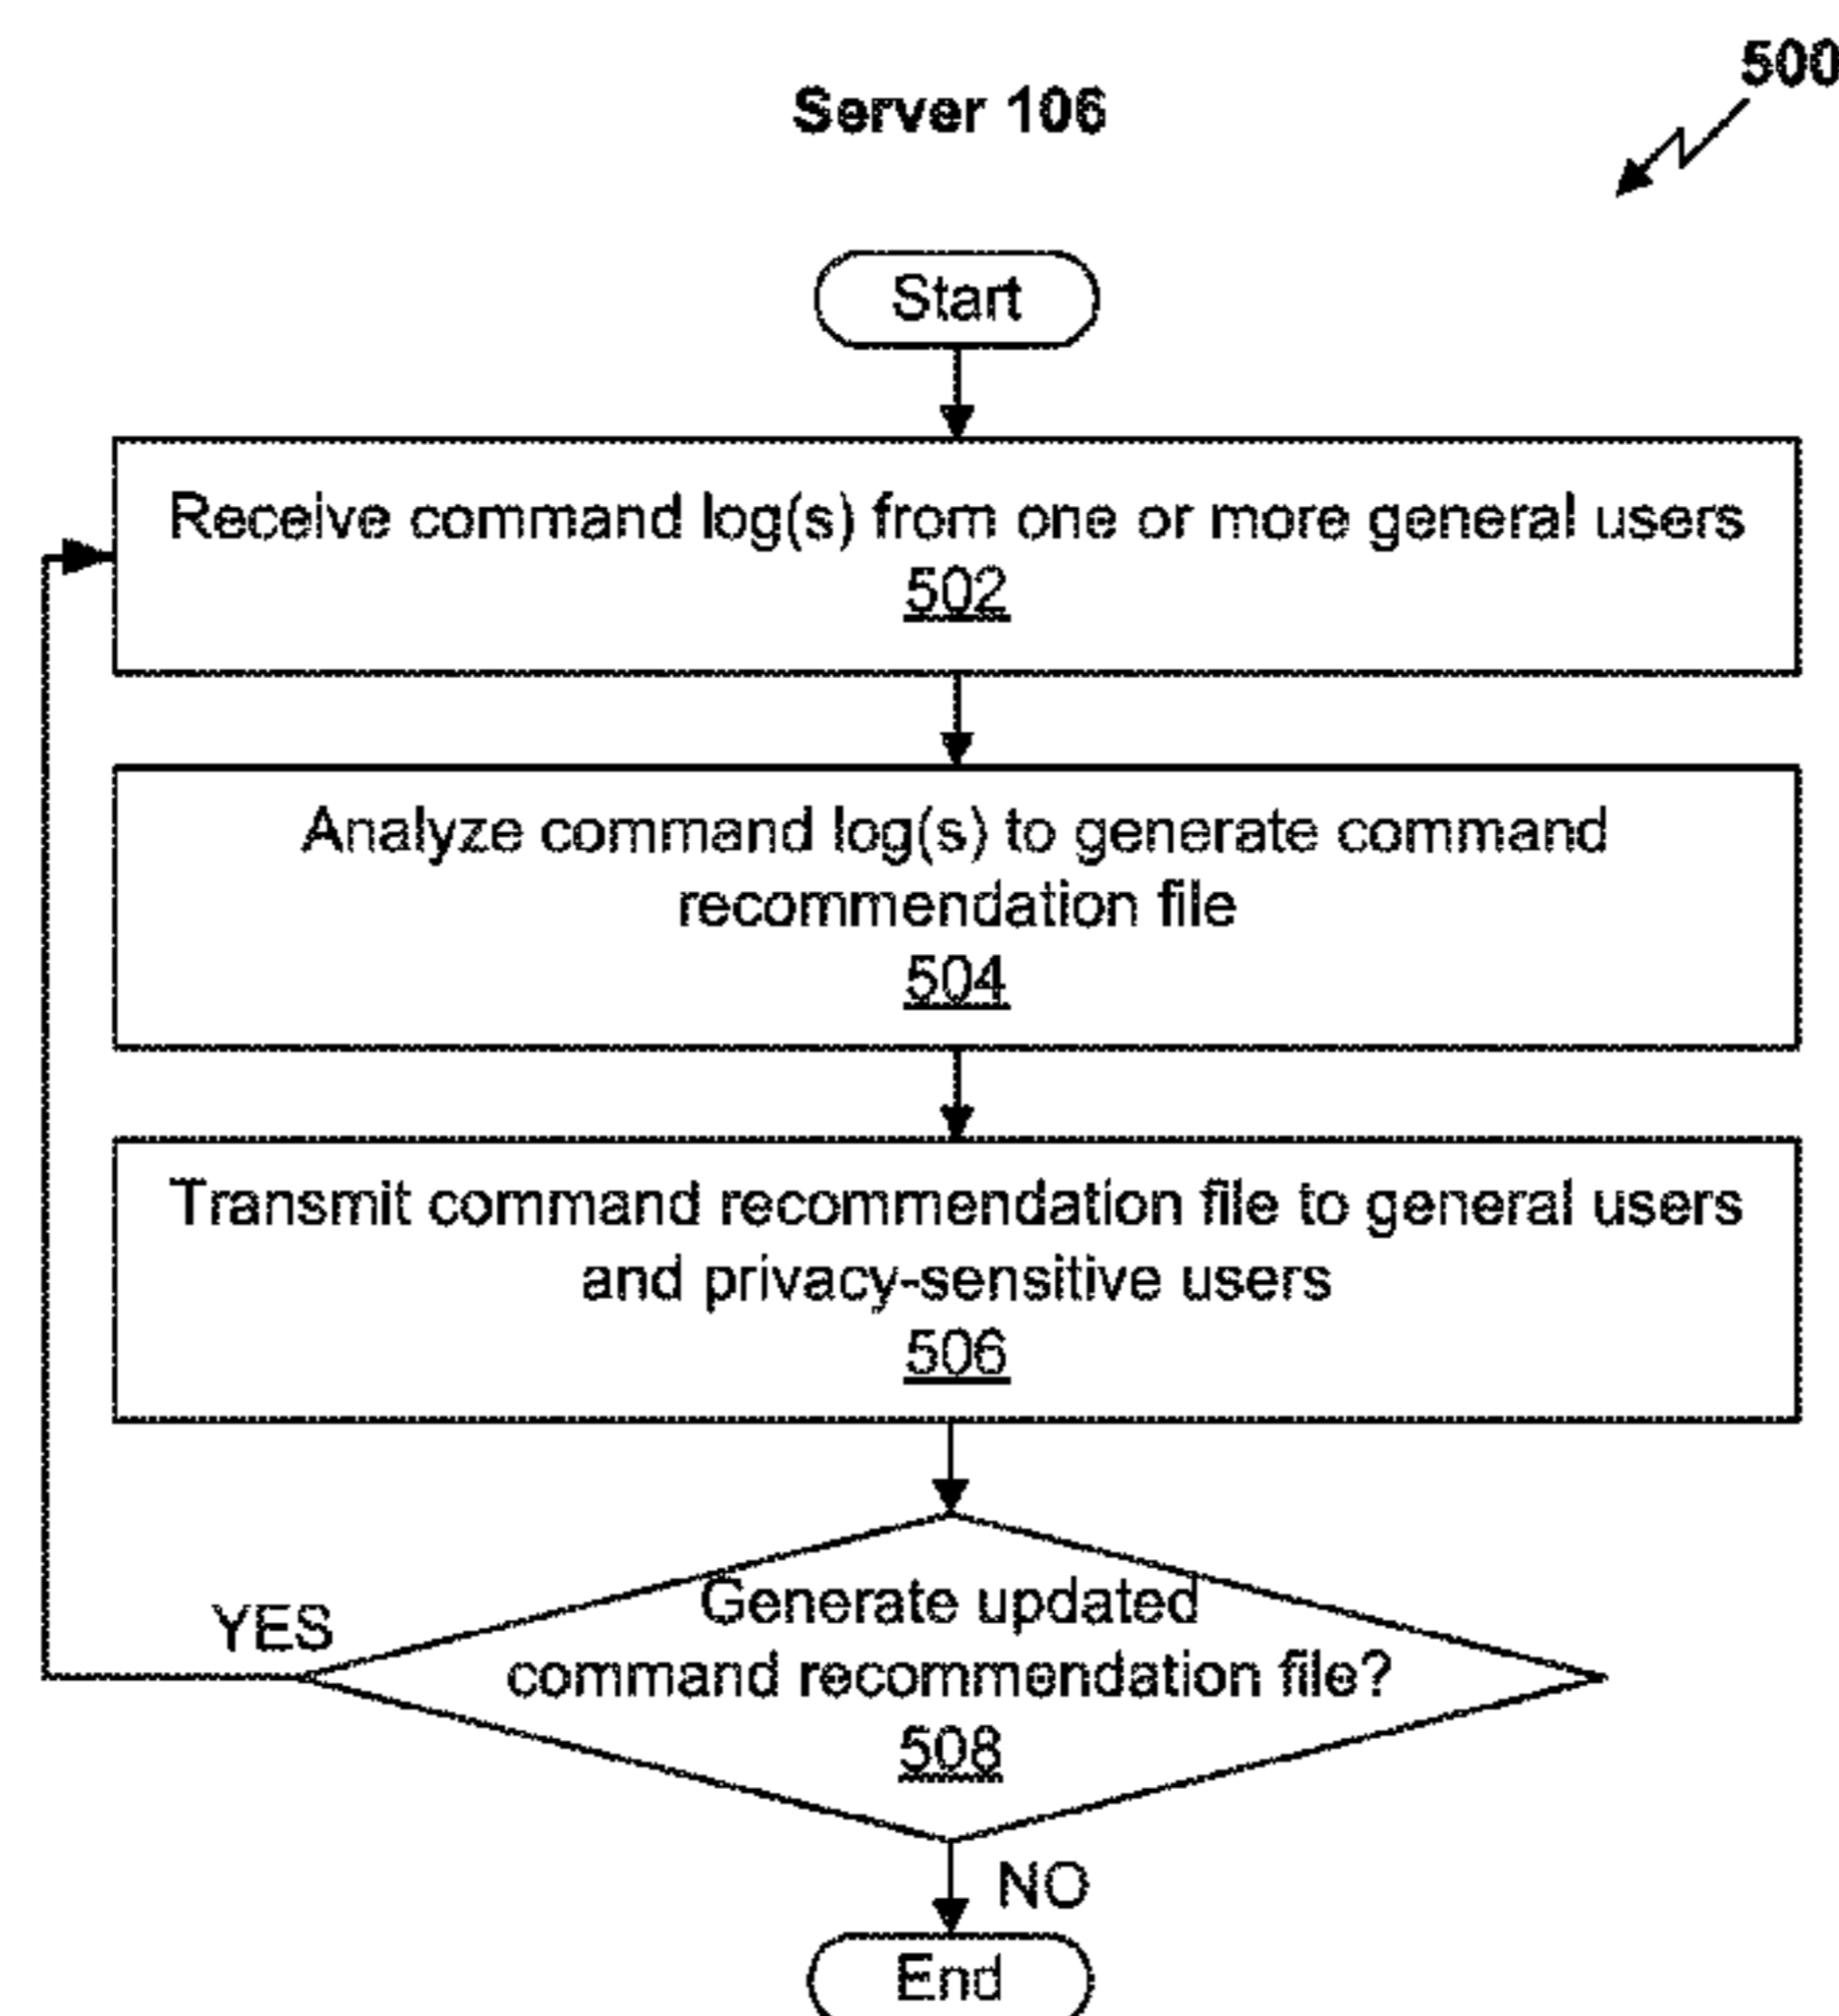 500
Server 106
Start
Receive command log(s) from one or more general users
502
Analyze command log(s) to generate command
recommendation file
504
Transmit command recommendation file to general users
and privacy-sensitive users
506
Generate updated
command recommendation file?
508
YES
NO
End